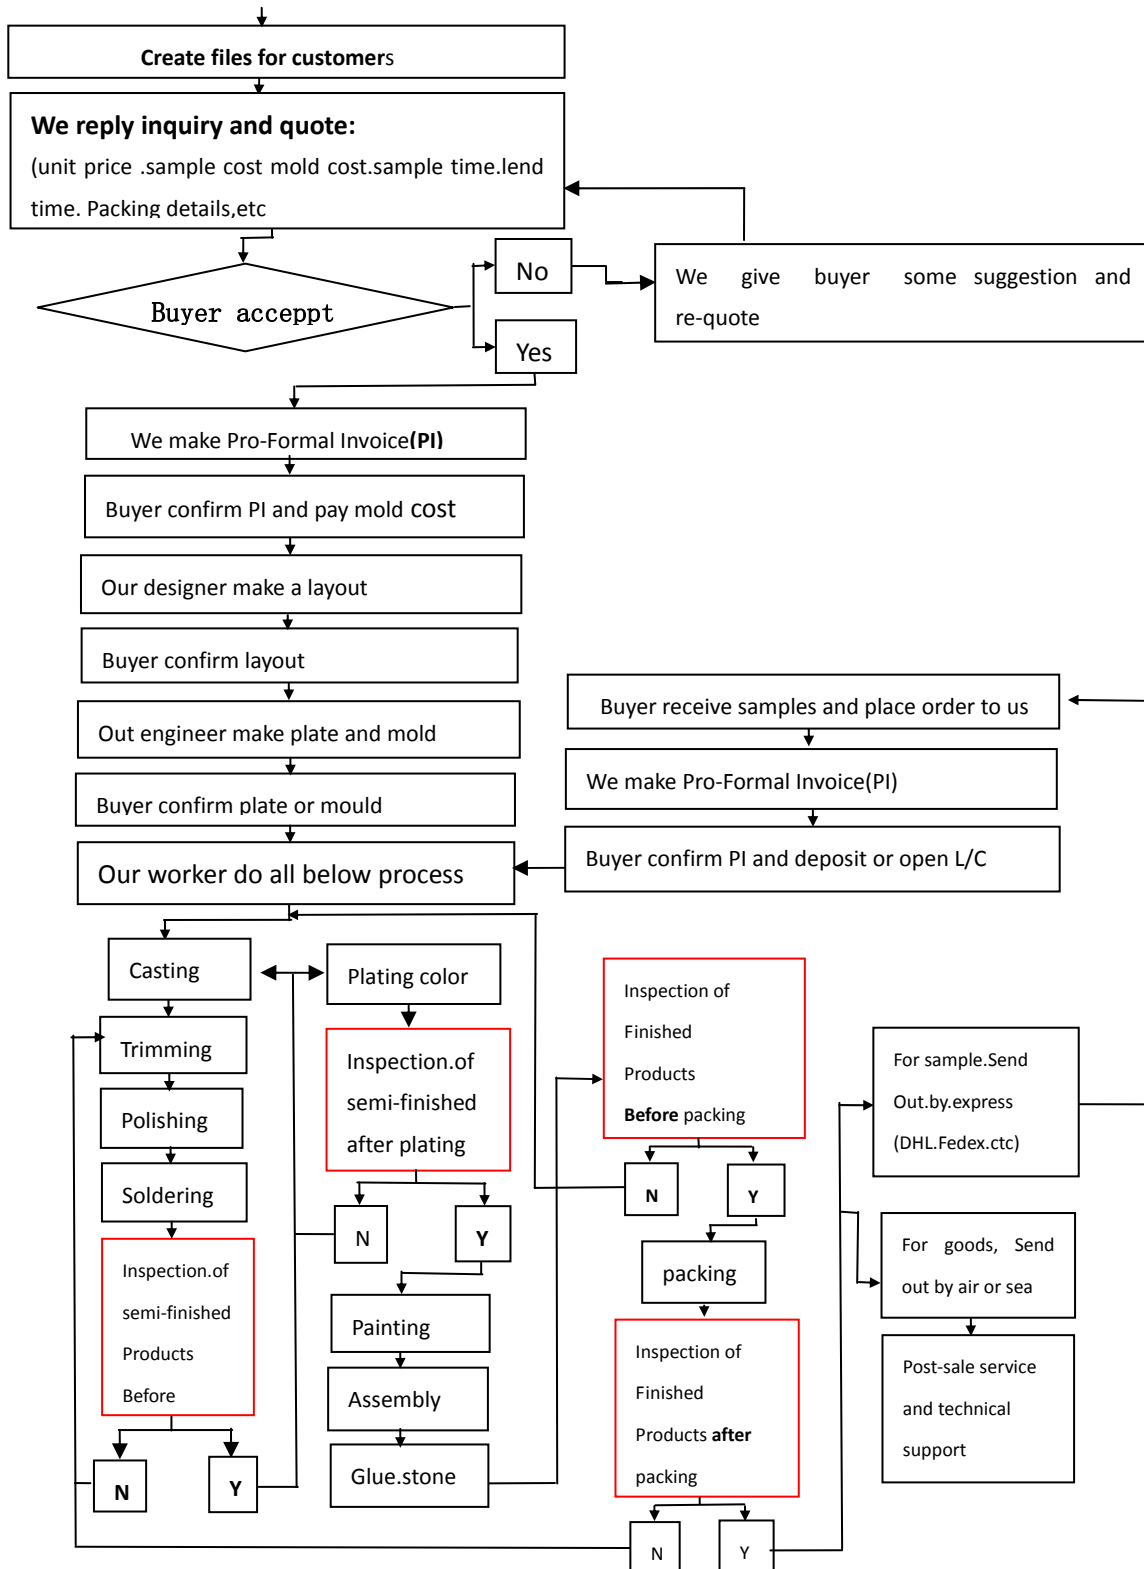 Create files for customers
We reply inquiry and quote:
(unit price .sample cost mold cost.sample time.lend
time. Packing details,etc
No
We give buyer some suggestion and
re-quote
Buyer acceppt
Yes
We make Pro-Formal Invoice(PI)
Buyer confirm PI and pay mold cost
Our designer make a layout
Buyer confirm layout
Out engineer make plate and mold
Buyer confirm plate or mould
Our worker do all below process
Buyer receive samples and place order to us
We make Pro-Formal Invoice(PI)
Buyer confirm PI and deposit or open L/C
Casting
Trimming
Polishing
Soldering
Inspection.of
semi-finished
Products
Before
N
Y
Plating color
Inspection.of
semi-finished
after plating
N
Y
Painting
Assembly
Glue.stone
Inspection of
Finished
Products
Before packing
N
Y
packing
Inspection of
Finished
Products after
packing
N
Y
For sample.Send
Out.by.express
(DHL.Fedex.ctc)
For goods, Send
out by air or sea
Post-sale service
and technical
support